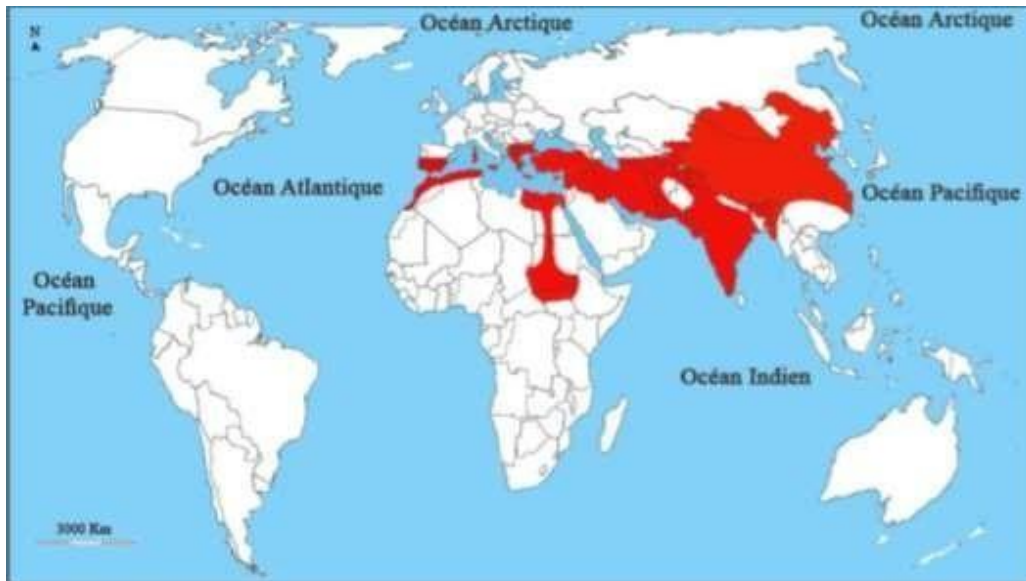 Océan Arctique
Océan Arctique
N
Océan Atlantique
Océan Pacifique
Océan
Pacifique
Océan Indien
3000 Km